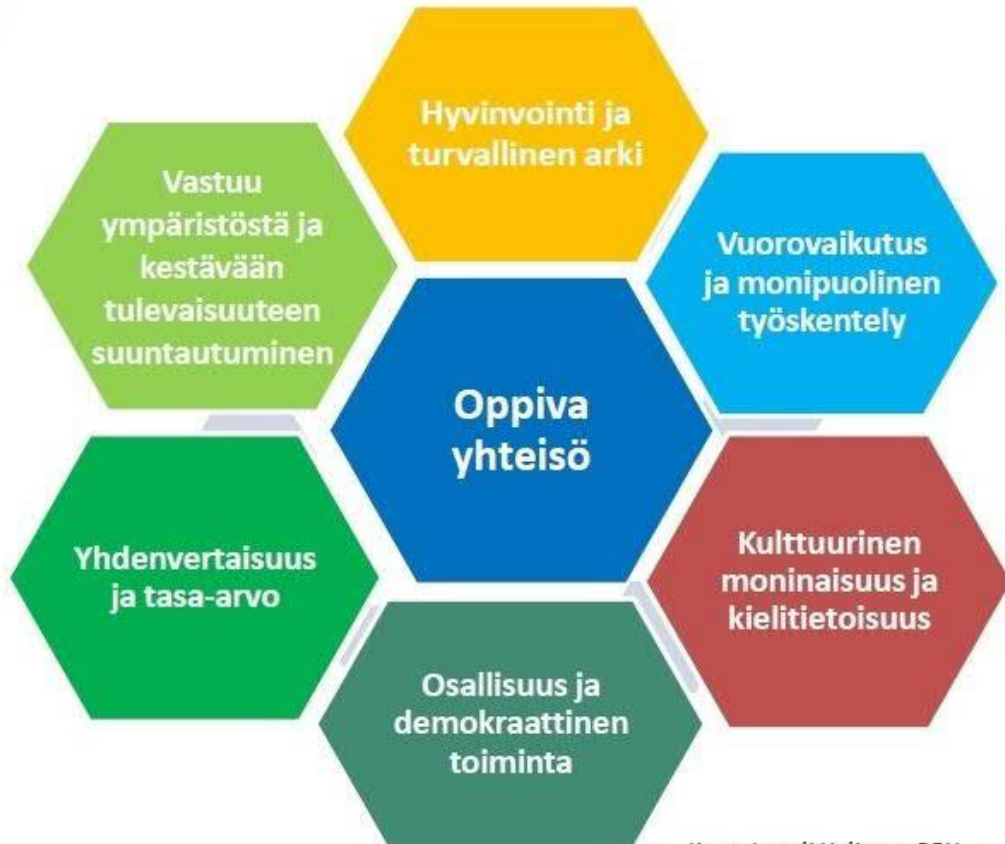 Hyvinvointi ja
turvallinen arki
Vastuu
ympäristöstä ja
kestävään
tulevaisuuteen
suuntautuminen
Vuorovaikutus
ja monipuolinen
työskentely
Oppiva
yhteisö
Yhdenvertaisuus
ja tasa-arvo
Kulttuurinen
moninaisuus ja
kielitietoisuus
Osallisuus ja
demokraattinen
toiminta